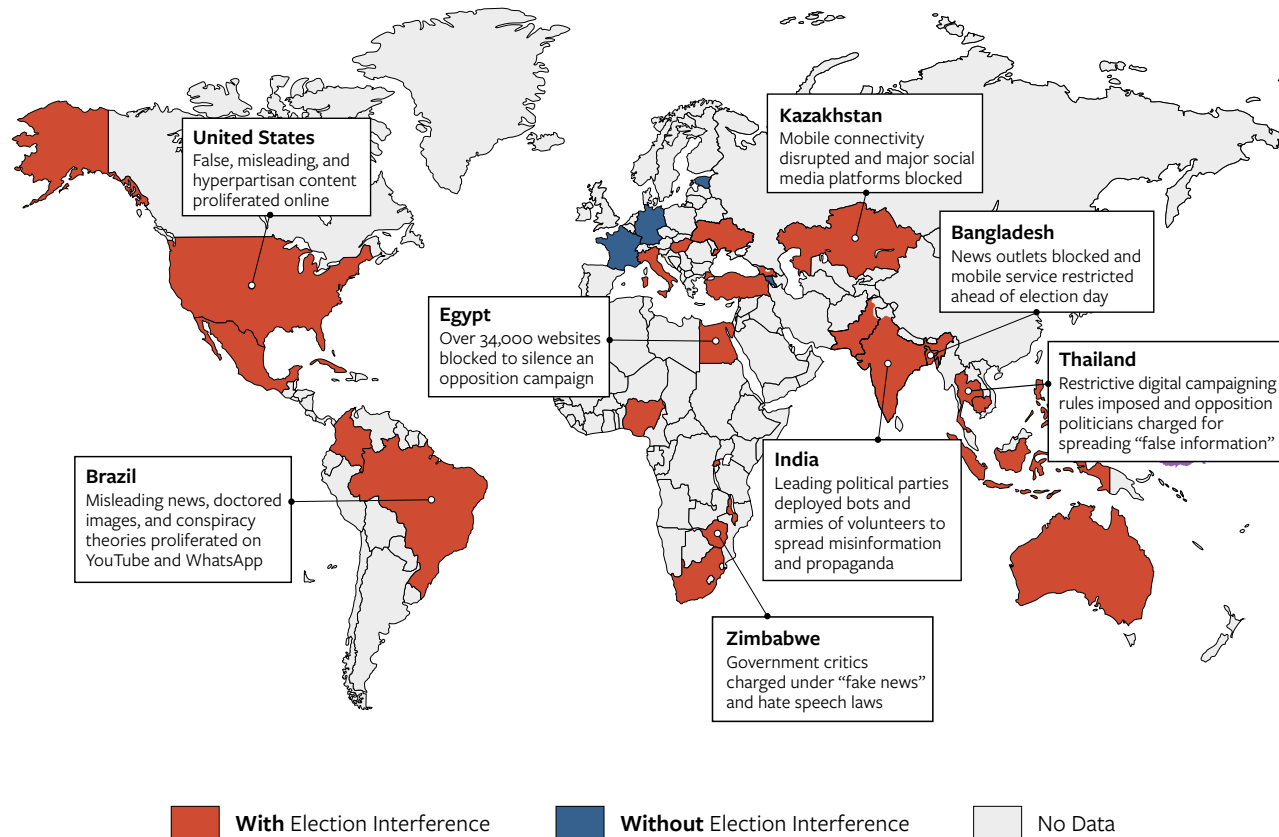 United States
False, misleading, and
hyperpartisan content
proliferated online
Kazakhstan
Mobile connectivity
disrupted and major social
media platforms blocked
Bangladesh
News outlets blocked and
mobile service restricted
ahead of election day
Egypt
Over 34,000 websites
blocked to silence an
opposition campaign
Thailand
Restrictive digital campaigning
rules imposed and opposition
politicians charged for
spreading “false information”
Brazil
Misleading news, doctored
images, and conspiracy
theories proliferated on
YouTube and WhatsApp
India
Leading political parties
deployed bots and
armies of volunteers to
spread misinformation
and propaganda
Zimbabwe
Government critics
charged under “fake news”
and hate speech laws
With Election Interference
Without Election Interference
No Data